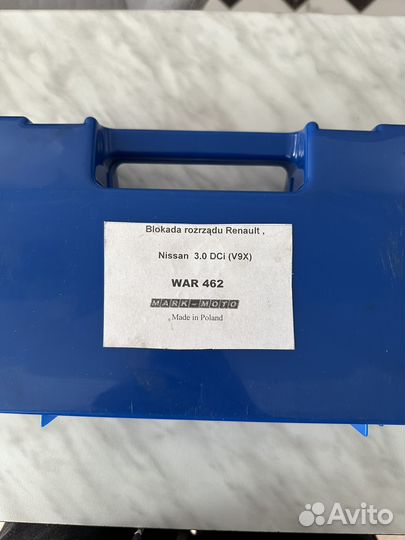 Blokada rozrządu Renault ,
Nissan 3.0 DCi (V9X)
WAR 462
MARK-MOTO
Made in Poland
Avito